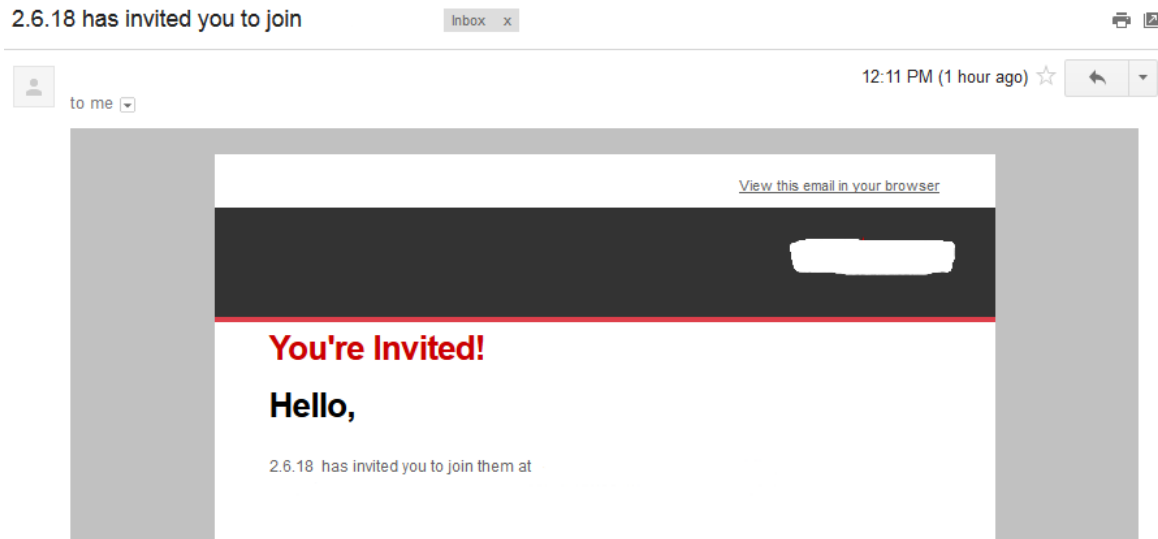 2.6.18 has invited you to join
Inbox x
12:11 PM (1 hour ago)
to me
View this email in your browser
You're Invited!
Hello,
2.6.18 has invited you to join them at